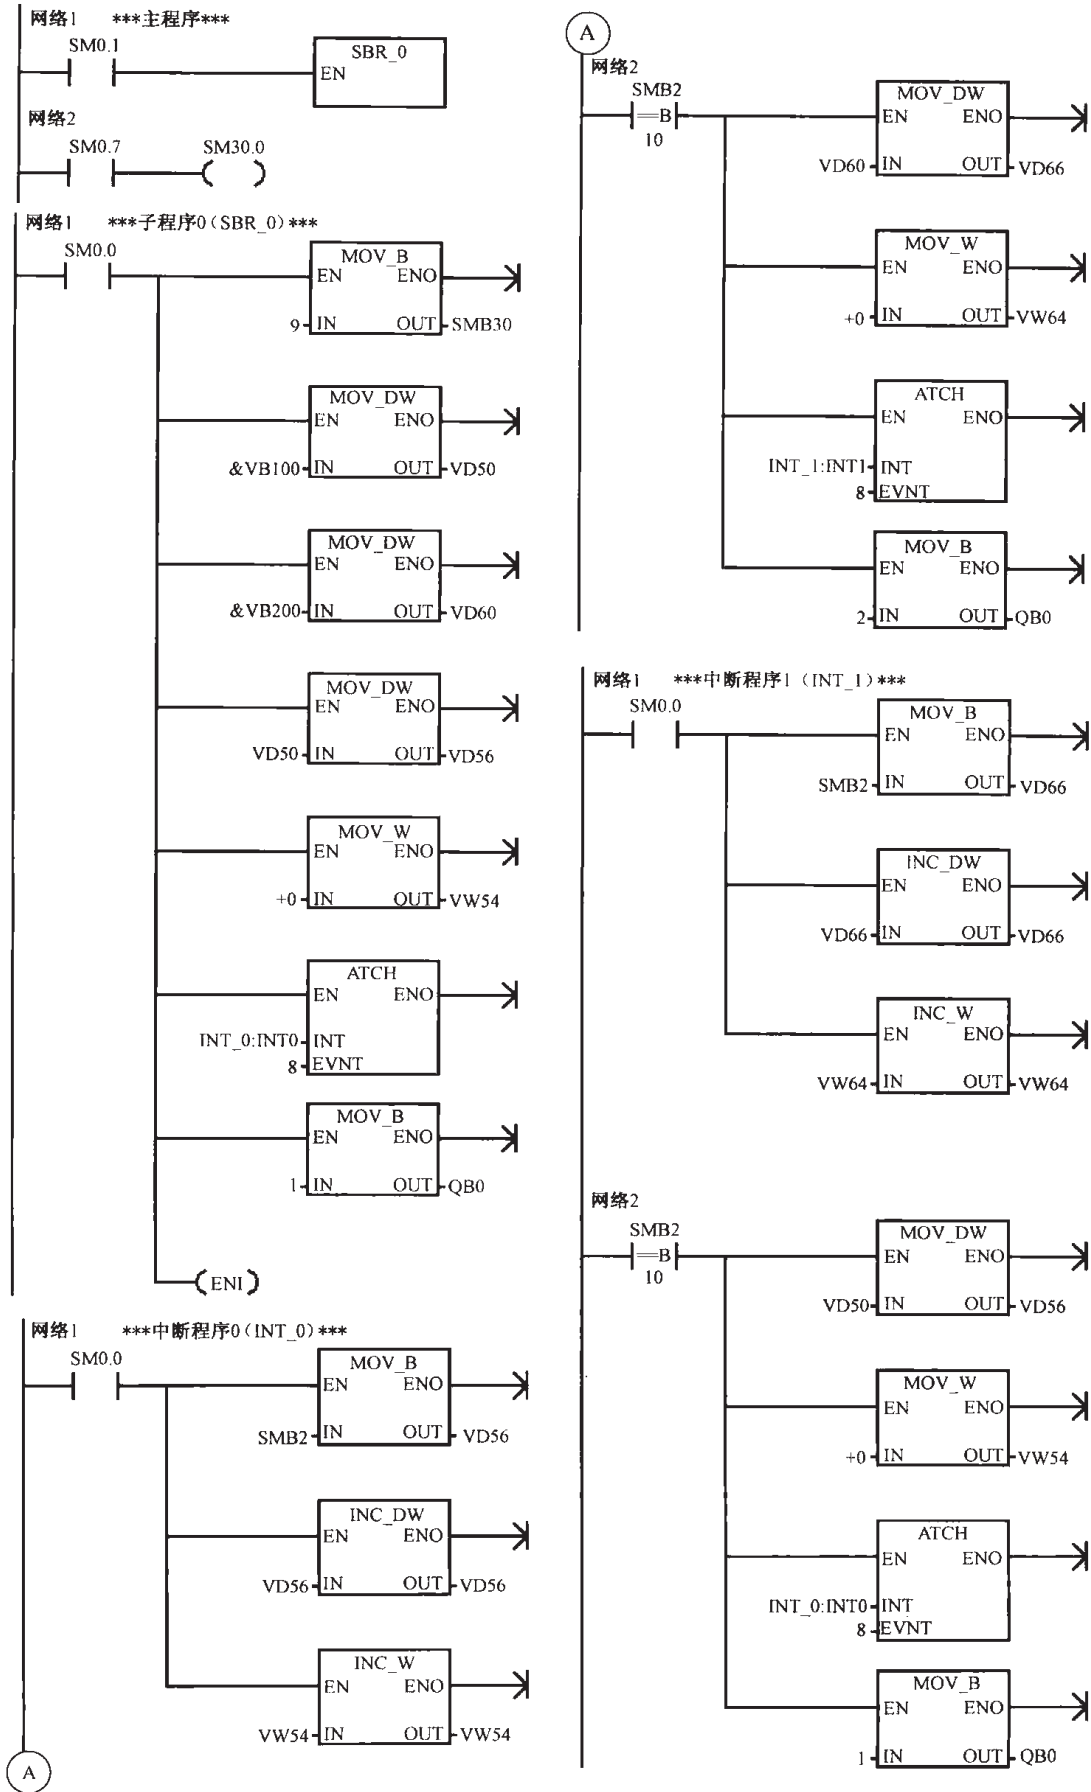 网络1 ***主程序***
SM0.1
SBR_0
EN
网络2
SM0.7 SM30.0
网络1 ***子程序0(SBR_0)***
SM0.0
MOV_B
EN ENO
9 IN OUT SMB30
MOV_DW
EN ENO
&VB100 IN OUT VD50
MOV_DW
EN ENO
&VB200 IN OUT VD60
MOV_DW
EN ENO
VD50 IN OUT VD56
MOV_W
EN ENO
+0 IN OUT VW54
ATCH
EN ENO
INT_0:INT0 INT
8 EVNT
MOV_B
EN ENO
1 IN OUT QB0
ENI
网络1 ***中断程序0(INT_0)***
SM0.0
MOV_B
EN ENO
SMB2 IN OUT VD56
INC_DW
EN ENO
VD56 IN OUT VD56
INC_W
EN ENO
VW54 IN OUT VW54
A
A
网络2
SMB2
==B
10
MOV_DW
EN ENO
VD60 IN OUT VD66
MOV_W
EN ENO
+0 IN OUT VW64
ATCH
EN ENO
INT_1:INT1 INT
8 EVNT
MOV_B
EN ENO
2 IN OUT QB0
网络1 ***中断程序1(INT_1)***
SM0.0
MOV_B
EN ENO
SMB2 IN OUT VD66
INC_DW
EN ENO
VD66 IN OUT VD66
INC_W
EN ENO
VW64 IN OUT VW64
网络2
SMB2
==B
10
MOV_DW
EN ENO
VD50 IN OUT VD56
MOV_W
EN ENO
+0 IN OUT VW54
ATCH
EN ENO
INT_0:INT0 INT
8 EVNT
MOV_B
EN ENO
1 IN OUT QB0